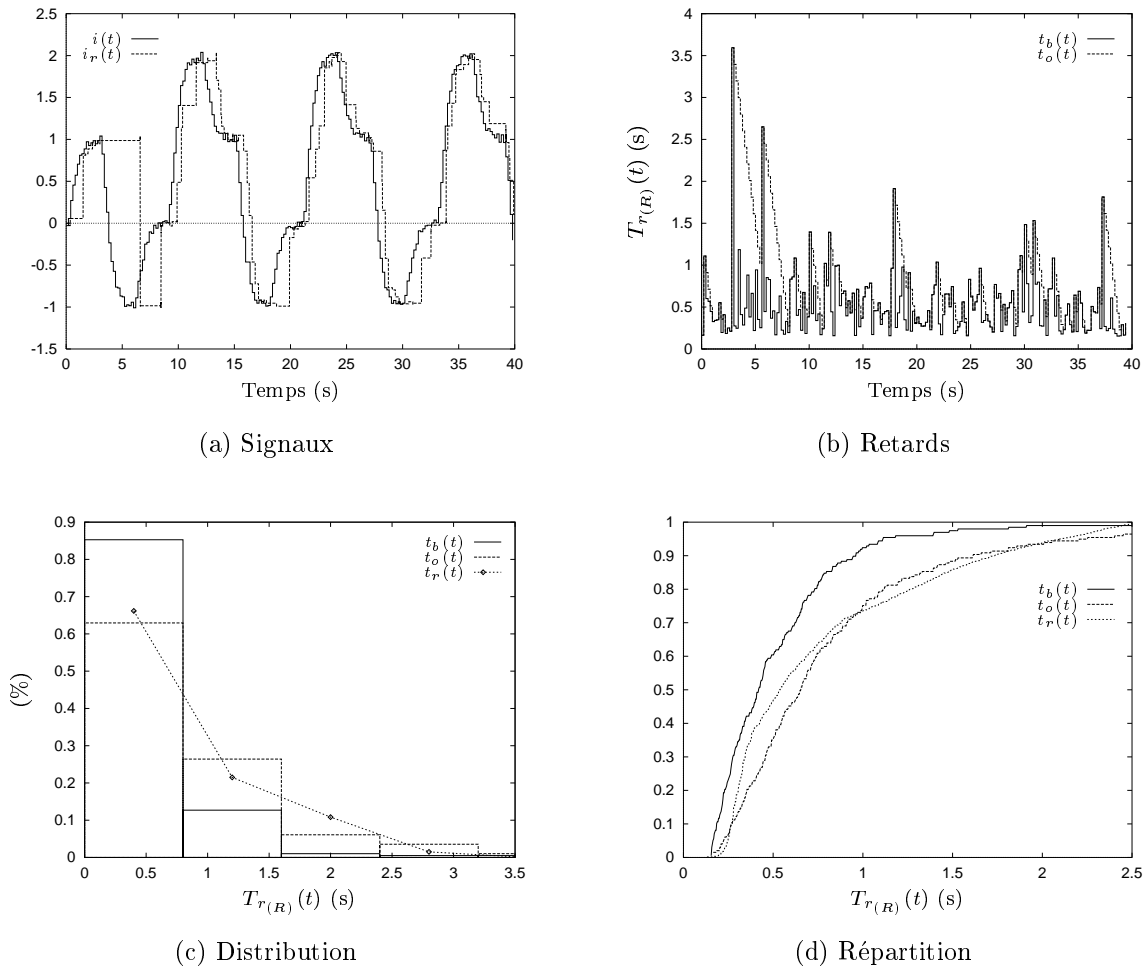 i(t)
i_r(t)
2.5
2
1.5
1
0.5
0
-0.5
-1
-1.5
0 5 10 15 20 25 30 35 40
Temps (s)
(a) Signaux
t_b(t)
t_o(t)
T_{r(R)}(t) (s)
4
3.5
3
2.5
2
1.5
1
0.5
0
0 5 10 15 20 25 30 35 40
Temps (s)
(b) Retards
t_b(t)
t_o(t)
t_r(t)
(%)
0.9
0.8
0.7
0.6
0.5
0.4
0.3
0.2
0.1
0
0 0.5 1 1.5 2 2.5 3 3.5
T_{r(R)}(t) (s)
(c) Distribution
t_b(t)
t_o(t)
t_r(t)
1
0.9
0.8
0.7
0.6
0.5
0.4
0.3
0.2
0.1
0
0 0.5 1 1.5 2 2.5
T_{r(R)}(t) (s)
(d) Répartition